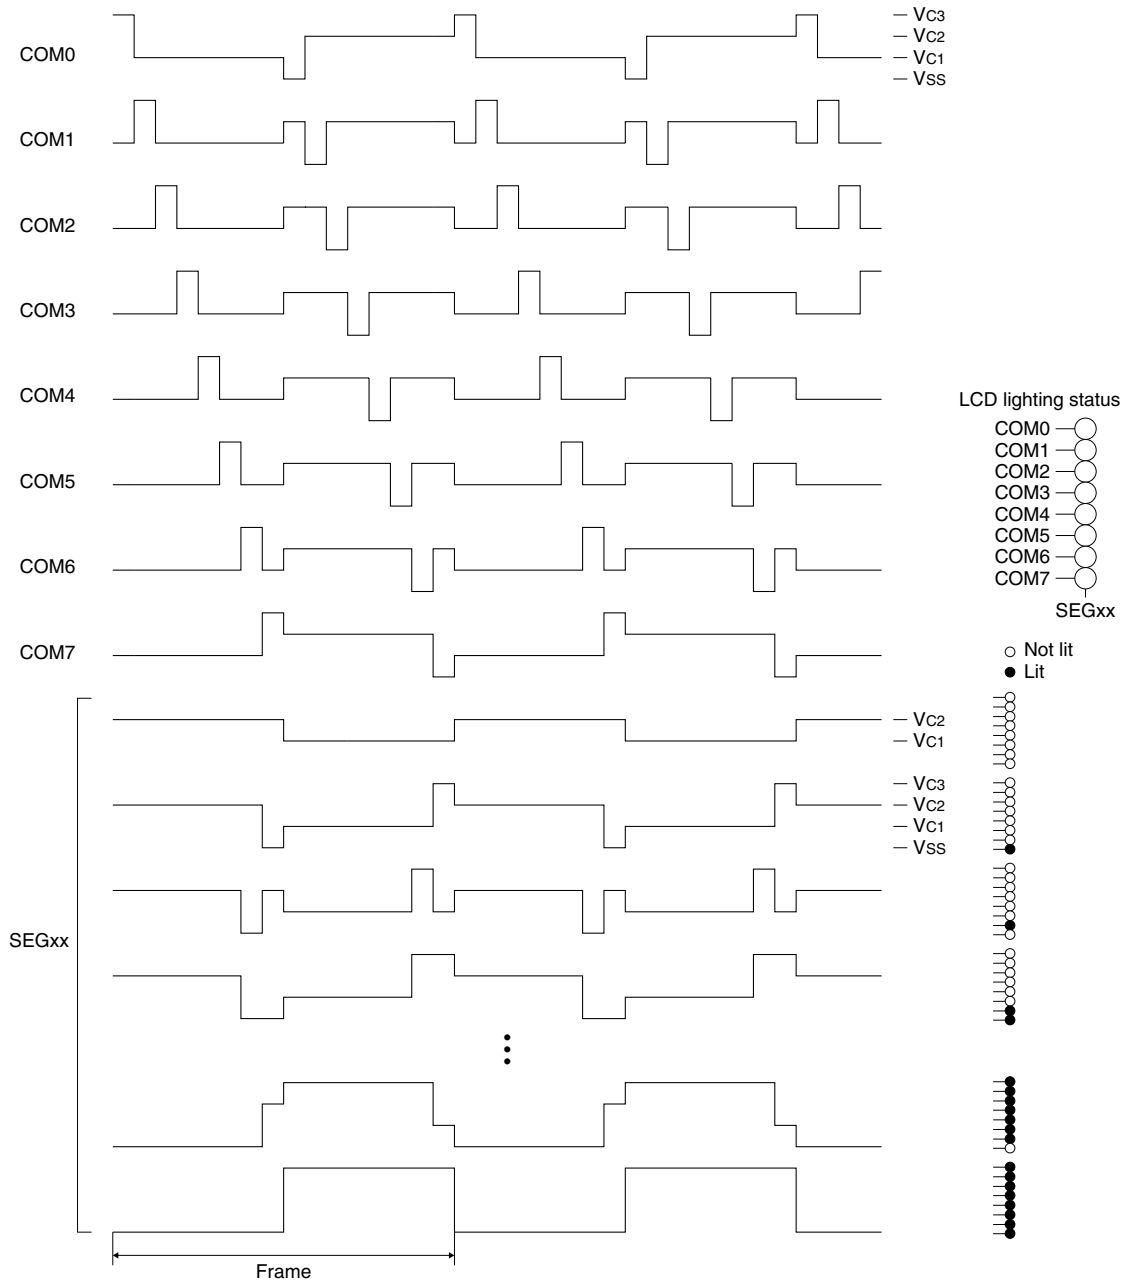 COM0
VC3
VC2
VC1
VSS
COM1
COM2
COM3
COM4
COM5
COM6
COM7
LCD lighting status
COM0
COM1
COM2
COM3
COM4
COM5
COM6
COM7
SEGxx
Not lit
Lit
SEGxx
VC2
VC1
VC3
VC2
VC1
VSS
Frame